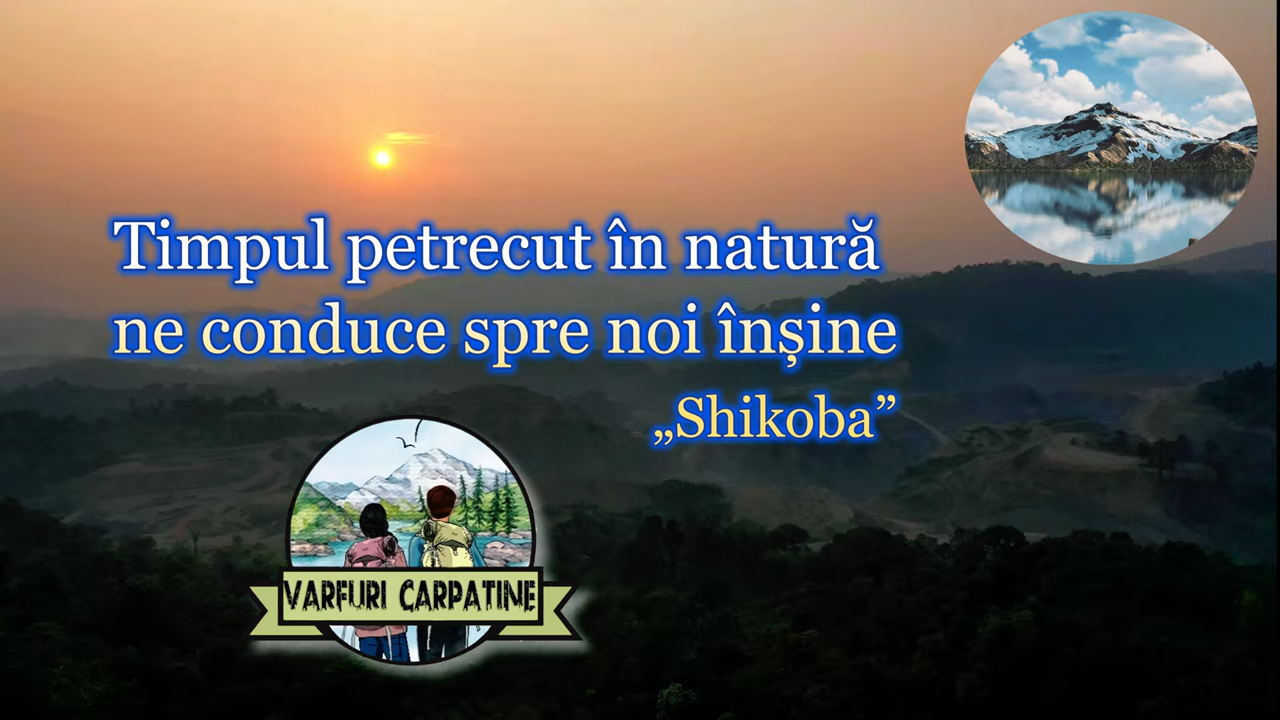 Timpul petrecut în natură
ne conduce spre noi înșine
„Shikoba”
VARFURI CARPATINE